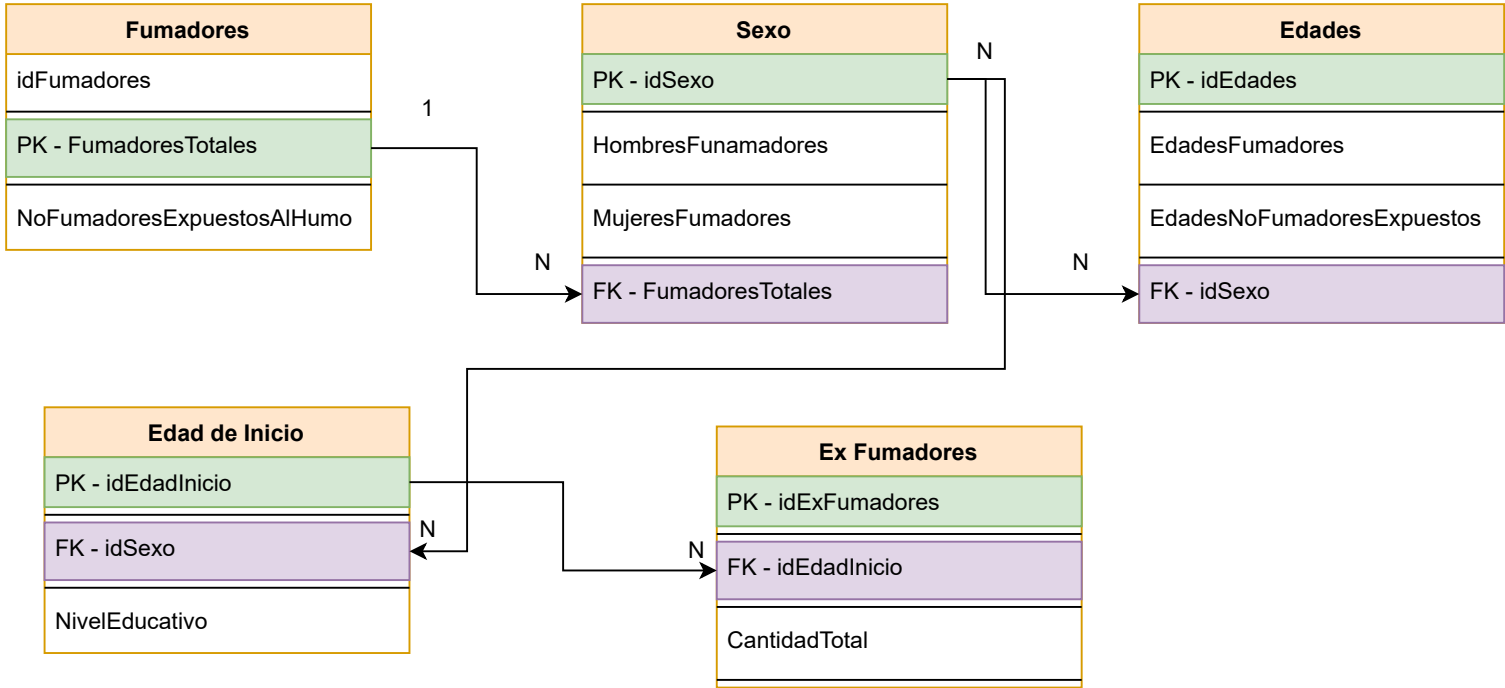 Fumadores
idFumadores
PK - FumadoresTotales
NoFumadoresExpuestosAlHumo
1
N
Sexo
PK - idSexo
HombresFunamadores
MujeresFumadores
FK - FumadoresTotales
N
N
Edades
PK - idEdades
EdadesFumadores
EdadesNoFumadoresExpuestos
FK - idSexo
Edad de Inicio
PK - idEdadInicio
FK - idSexo
NivelEducativo
N
N
Ex Fumadores
PK - idExFumadores
FK - idEdadInicio
CantidadTotal